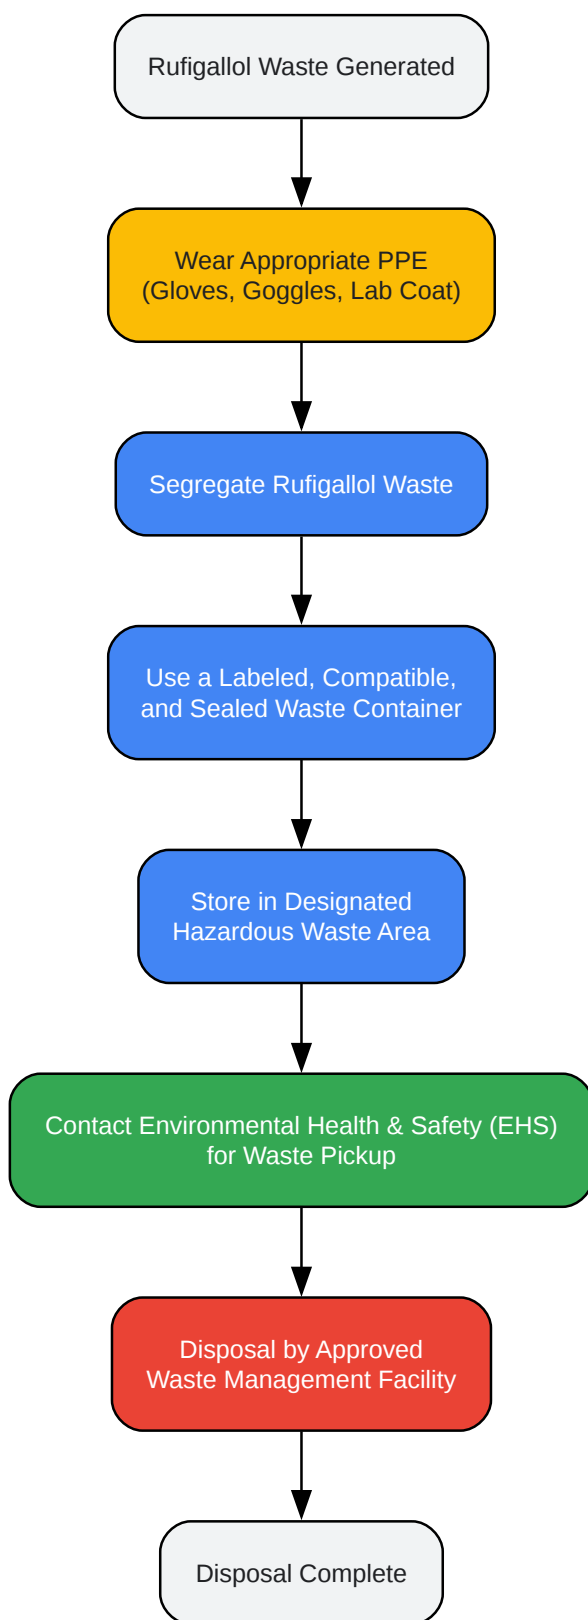 Rufigallol Waste Generated
Wear Appropriate PPE
(Gloves, Goggles, Lab Coat)
Segregate Rufigallol Waste
Use a Labeled, Compatible,
and Sealed Waste Container
Store in Designated
Hazardous Waste Area
Contact Environmental Health & Safety (EHS)
for Waste Pickup
Disposal by Approved
Waste Management Facility
Disposal Complete